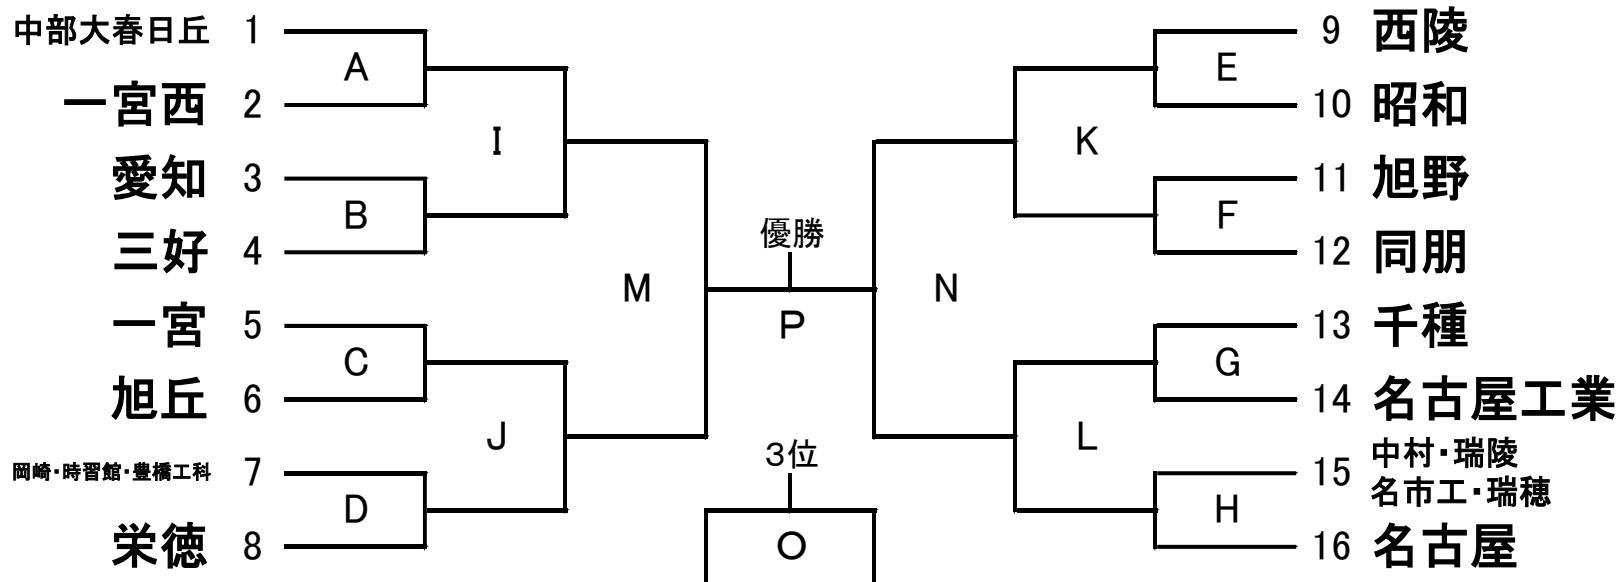 中部大春日丘 1
A
一宮西 2
I
愛知 3
B
三好 4
M
一宮 5
C
旭丘 6
J
岡崎・時習館・豊橋工科 7
D
栄徳 8
優勝
P
3位
O
9 西陵
E
10 昭和
K
11 旭野
F
12 同朋
N
13 千種
G
14 名古屋工業
L
15 中村・瑞陵
名市工・瑞穂
H
16 名古屋